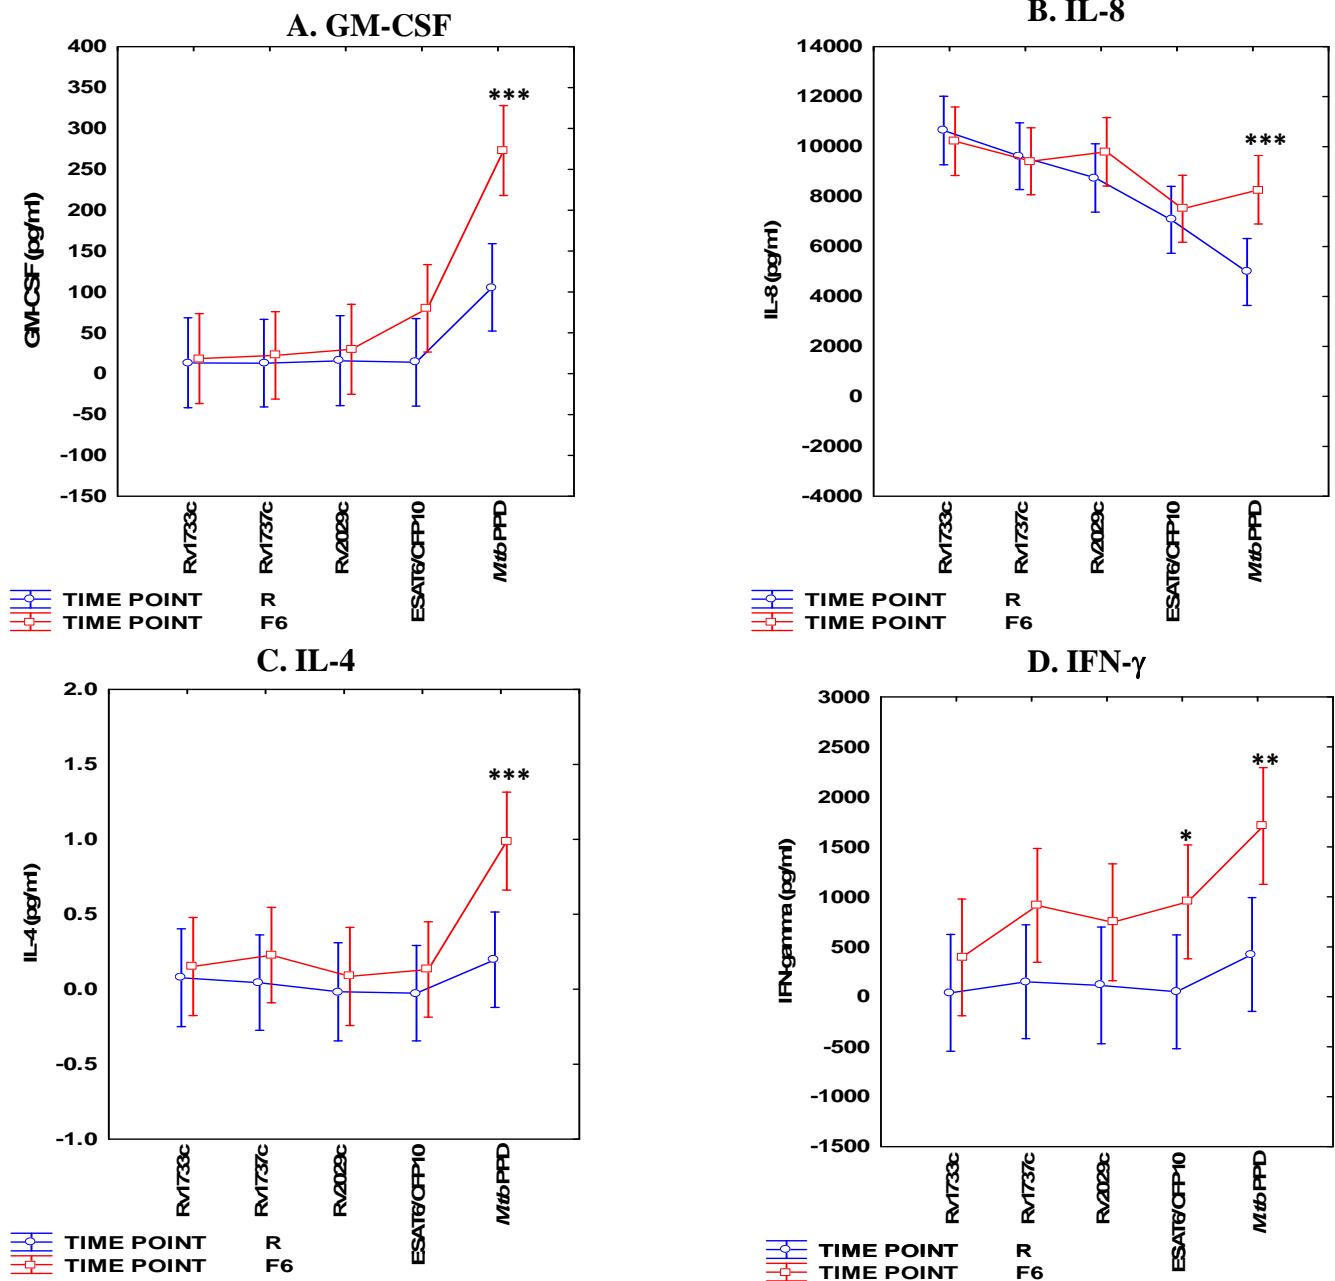 A. GM-CSF
400
350
300
250
200
150
100
50
0
-50
-100
-150
GM-CSF (pg/ml)
***
Rv1733c
Rv1737c
Rv2029c
ESAT6/CFP10
Mtb PPD
TIME POINT R
TIME POINT F6
B. IL-8
14000
12000
10000
8000
6000
4000
2000
0
-2000
-4000
IL-8 (pg/ml)
***
Rv1733c
Rv1737c
Rv2029c
ESAT6/CFP10
Mtb PPD
TIME POINT R
TIME POINT F6
C. IL-4
2.0
1.5
1.0
0.5
0.0
-0.5
-1.0
IL-4 (pg/ml)
***
Rv1733c
Rv1737c
Rv2029c
ESAT6/CFP10
Mtb PPD
TIME POINT R
TIME POINT F6
D. IFN-γ
3000
2500
2000
1500
1000
500
0
-500
-1000
-1500
IFN-gamma (pg/ml)
*
**
Rv1733c
Rv1737c
Rv2029c
ESAT6/CFP10
Mtb PPD
TIME POINT R
TIME POINT F6